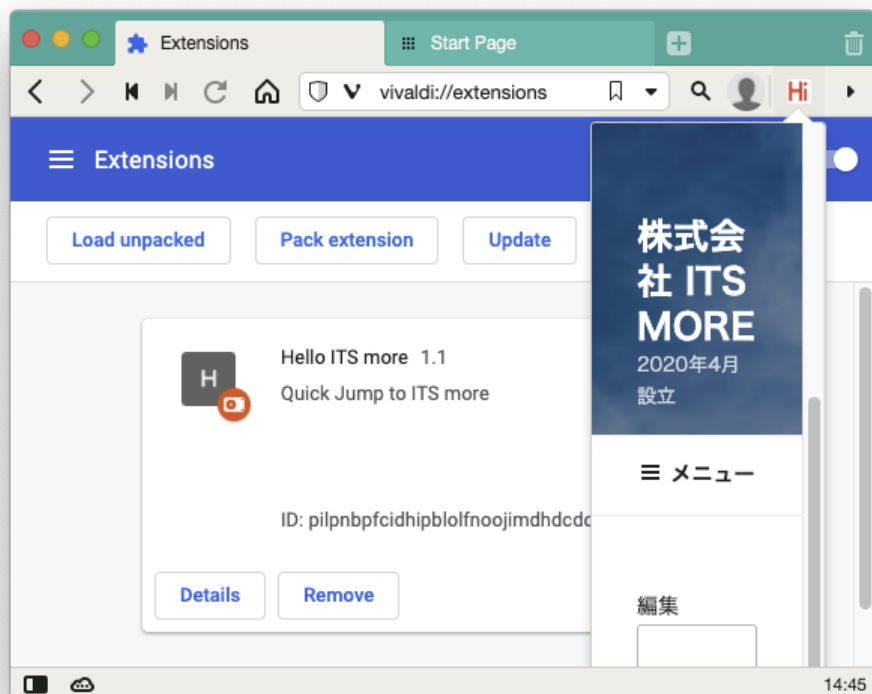 Extensions
Start Page
vivaldi://extensions
Hi
Extensions
Load unpacked
Pack extension
Update
H
Hello ITS more 1.1
Quick Jump to ITS more
ID: pilpnbpfcidhipblolfnoojimdhdcdc
Details
Remove
株式会
社 ITS
MORE
2020年4月
設立
メニュー
編集
14:45